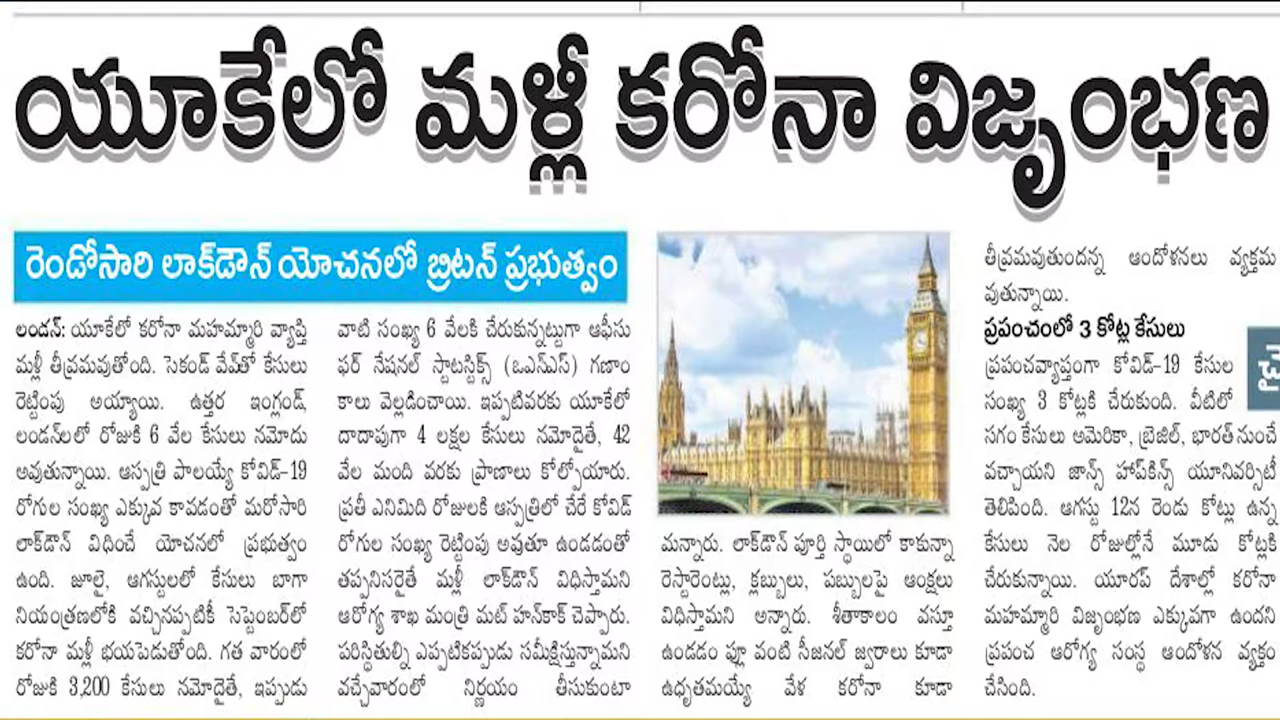 యూకేలో మళ్లీ కరోనా విజృంభణ
రెండోసారి లాక్‌డౌన్ యోచనలో బ్రిటన్ ప్రభుత్వం
లండన్: యూకేలో కరోనా మహమ్మారి వ్యాప్తి
మళ్లీ తీవ్రమవుతోంది. సెకండ్ వేవ్‌తో కేసులు
రెట్టింపు అయ్యాయి. ఉత్తర ఇంగ్లండ్,
లండన్‌లలో రోజుకి 6 వేల కేసులు నమోదు
అవుతున్నాయి. ఆస్పత్రి పాలయ్యే కోవిడ్–19
రోగుల సంఖ్య ఎక్కువ కావడంతో మరోసారి
లాక్‌డౌన్ విధించే యోచనలో ప్రభుత్వం
ఉంది. జూలై, ఆగస్టులలో కేసులు బాగా
నియంత్రణలోకి వచ్చినప్పటికీ సెప్టెంబర్‌లో
కరోనా మళ్లీ భయపెడుతోంది. గత వారంలో
రోజుకి 3,200 కేసులు నమోదైతే, ఇప్పుడు
వాటి సంఖ్య 6 వేలకి చేరుకున్నట్టుగా ఆఫీసు
ఫర్ నేషనల్ స్టాటస్టిక్స్ (ఒఎన్ఎస్) గణాం
కాలు వెల్లడించాయి. ఇప్పటివరకు యూకేలో
దాదాపుగా 4 లక్షల కేసులు నమోదైతే, 42
వేల మంది వరకు ప్రాణాలు కోల్పోయారు.
ప్రతీ ఎనిమిది రోజులకి ఆస్పత్రిలో చేరే కోవిడ్
రోగుల సంఖ్య రెట్టింపు అవుతూ ఉండడంతో
తప్పనిసరైతే మళ్లీ లాక్‌డౌన్ విధిస్తామని
ఆరోగ్య శాఖ మంత్రి మట్ హన్‌కాక్ చెప్పారు.
పరిస్థితుల్ని ఎప్పటికప్పుడు సమీక్షిస్తున్నామని
వచ్చేవారంలో నిర్ణయం తీసుకుంటా
మన్నారు. లాక్‌డౌన్ పూర్తి స్థాయిలో కాకున్నా
రెస్టారెంట్లు, క్లబ్బులు, పబ్బులపై ఆంక్షలు
విధిస్తామని అన్నారు. శీతాకాలం వస్తూ
ఉండడం ఫ్లూ వంటి సీజనల్ జ్వరాలు కూడా
ఉధృతమయ్యే వేళ కరోనా కూడా
తీవ్రమవుతుందన్న ఆందోళనలు వ్యక్తమ
వుతున్నాయి.
ప్రపంచంలో 3 కోట్ల కేసులు
ప్రపంచవ్యాప్తంగా కోవిడ్–19 కేసుల
సంఖ్య 3 కోట్లకి చేరుకుంది. వీటిలో
సగం కేసులు అమెరికా, బ్రెజిల్, భారత్ నుంచే
వచ్చాయని జాన్స్ హాప్‌కిన్స్ యూనివర్సిటీ
తెలిపింది. ఆగస్టు 12న రెండు కోట్లు ఉన్న
కేసులు నెల రోజుల్లోనే మూడు కోట్లకి
చేరుకున్నాయి. యూరప్ దేశాల్లో కరోనా
మహమ్మారి విజృంభణ ఎక్కువగా ఉందని
ప్రపంచ ఆరోగ్య సంస్థ ఆందోళన వ్యక్తం
చేసింది.